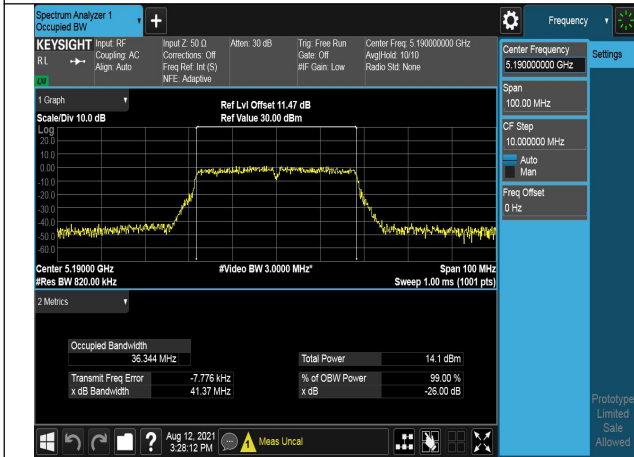 Spectrum Analyzer 1
Occupied BW
+
Frequency
KEYSIGHT
RL
Input: RF
Coupling: AC
Align: Auto
Input Z: 50 Ω
Corrections: Off
Freq Ref: Int (S)
NFE: Adaptive
Atten: 30 dB
Trig: Free Run
Gate: Off
#IF Gain: Low
Center Freq: 5.190000000 GHz
Avg|Hold: 10/10
Radio Std: None
Center Frequency
5.190000000 GHz
Settings
Span
100.00 MHz
CF Step
10.000000 MHz
Auto
Man
Freq Offset
0 Hz
1 Graph
Scale/Div 10.0 dB
Ref Lvl Offset 11.47 dB
Ref Value 30.00 dBm
Log
20.0
10.0
0.00
-10.0
-20.0
-30.0
-40.0
-50.0
-60.0
Center 5.19000 GHz
#Res BW 820.00 kHz
#Video BW 3.0000 MHz*
Span 100 MHz
Sweep 1.00 ms (1001 pts)
2 Metrics
Occupied Bandwidth
36.344 MHz
Total Power 14.1 dBm
Transmit Freq Error -7.776 kHz
% of OBW Power 99.00 %
x dB Bandwidth 41.37 MHz
x dB -26.00 dB
Prototype
Limited
Sale
Allowed
?
Aug 12, 2021
3:28:12 PM
Meas Uncal